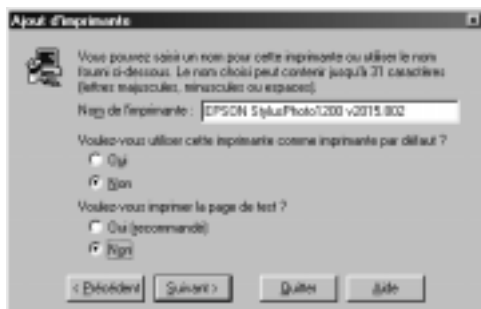 Ajout d'imprimante
Vous pouvez saisir un nom pour cette imprimante ou utiliser le nom
fourni ci-dessous. Le nom choisi peut contenir jusqu'à 31 caractères
(lettres majuscules, minuscules ou espaces).
Nom de l'imprimante : EPSON StylusPhoto1200 v2015.002
Voulez-vous utiliser cette imprimante comme imprimante par défaut ?
Oui
Non
Voulez-vous imprimer la page de test ?
Oui (recommandé)
Non
< Précédent Suivant > Quitter Aide